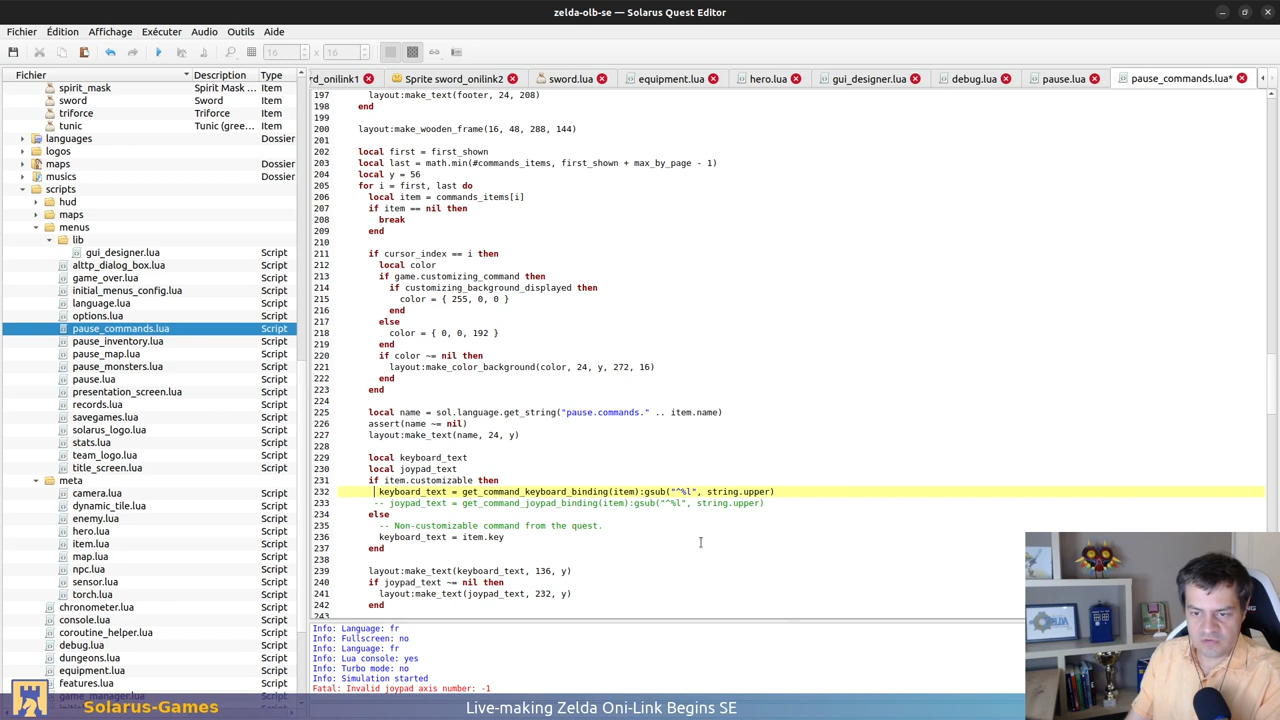 zelda-olb-se — Solarus Quest Editor
Fichier Édition Affichage Exécuter Audio Outils Aide
16 x 16
Fichier Description Type
rd_onilink1 Sprite sword_onilink2 sword.lua equipment.lua hero.lua gui_designer.lua debug.lua pause.lua pause_commands.lua*
spirit_mask Spirit Mask ... Item
sword Sword Item
triforce Triforce Item
tunic Tunic (gree... Item
languages Dossier
logos Dossier
maps Dossier
musics Dossier
scripts Dossier
hud Dossier
maps Dossier
menus Dossier
lib Dossier
gui_designer.lua Script
alttp_dialog_box.lua Script
game_over.lua Script
initial_menus_config.lua Script
language.lua Script
options.lua Script
pause_commands.lua Script
pause_inventory.lua Script
pause_map.lua Script
pause_monsters.lua Script
pause.lua Script
presentation_screen.lua Script
records.lua Script
savegames.lua Script
solarus_logo.lua Script
stats.lua Script
team_logo.lua Script
title_screen.lua Script
meta Dossier
camera.lua Script
dynamic_tile.lua Script
enemy.lua Script
hero.lua Script
item.lua Script
map.lua Script
npc.lua Script
sensor.lua Script
torch.lua Script
chronometer.lua Script
console.lua Script
coroutine_helper.lua Script
debug.lua Script
dungeons.lua Script
equipment.lua Script
features.lua Script
game_manager.lua Script
197 layout:make_text(footer, 24, 208)
198 end
199
200 layout:make_wooden_frame(16, 48, 288, 144)
201
202 local first = first_shown
203 local last = math.min(#commands_items, first_shown + max_by_page - 1)
204 local y = 56
205 for i = first, last do
206 local item = commands_items[i]
207 if item == nil then
208 break
209 end
210
211 if cursor_index == i then
212 local color
213 if game.customizing_command then
214 if customizing_background_displayed then
215 color = { 255, 0, 0 }
216 end
217 else
218 color = { 0, 0, 192 }
219 end
220 if color ~= nil then
221 layout:make_color_background(color, 24, y, 272, 16)
222 end
223 end
224
225 local name = sol.language.get_string("pause.commands." .. item.name)
226 assert(name ~= nil)
227 layout:make_text(name, 24, y)
228
229 local keyboard_text
230 local joypad_text
231 if item.customizable then
232 keyboard_text = get_command_keyboard_binding(item):gsub("^%l", string.upper)
233 -- joypad_text = get_command_joypad_binding(item):gsub("^%l", string.upper)
234 else
235 -- Non-customizable command from the quest.
236 keyboard_text = item.key
237 end
238
239 layout:make_text(keyboard_text, 136, y)
240 if joypad_text ~= nil then
241 layout:make_text(joypad_text, 232, y)
242 end
243
Info: Language: fr
Info: Fullscreen: no
Info: Language: fr
Info: Lua console: yes
Info: Turbo mode: no
Info: Simulation started
Fatal: Invalid joypad axis number: -1
Solarus-Games
Live-making Zelda Oni-Link Begins SE